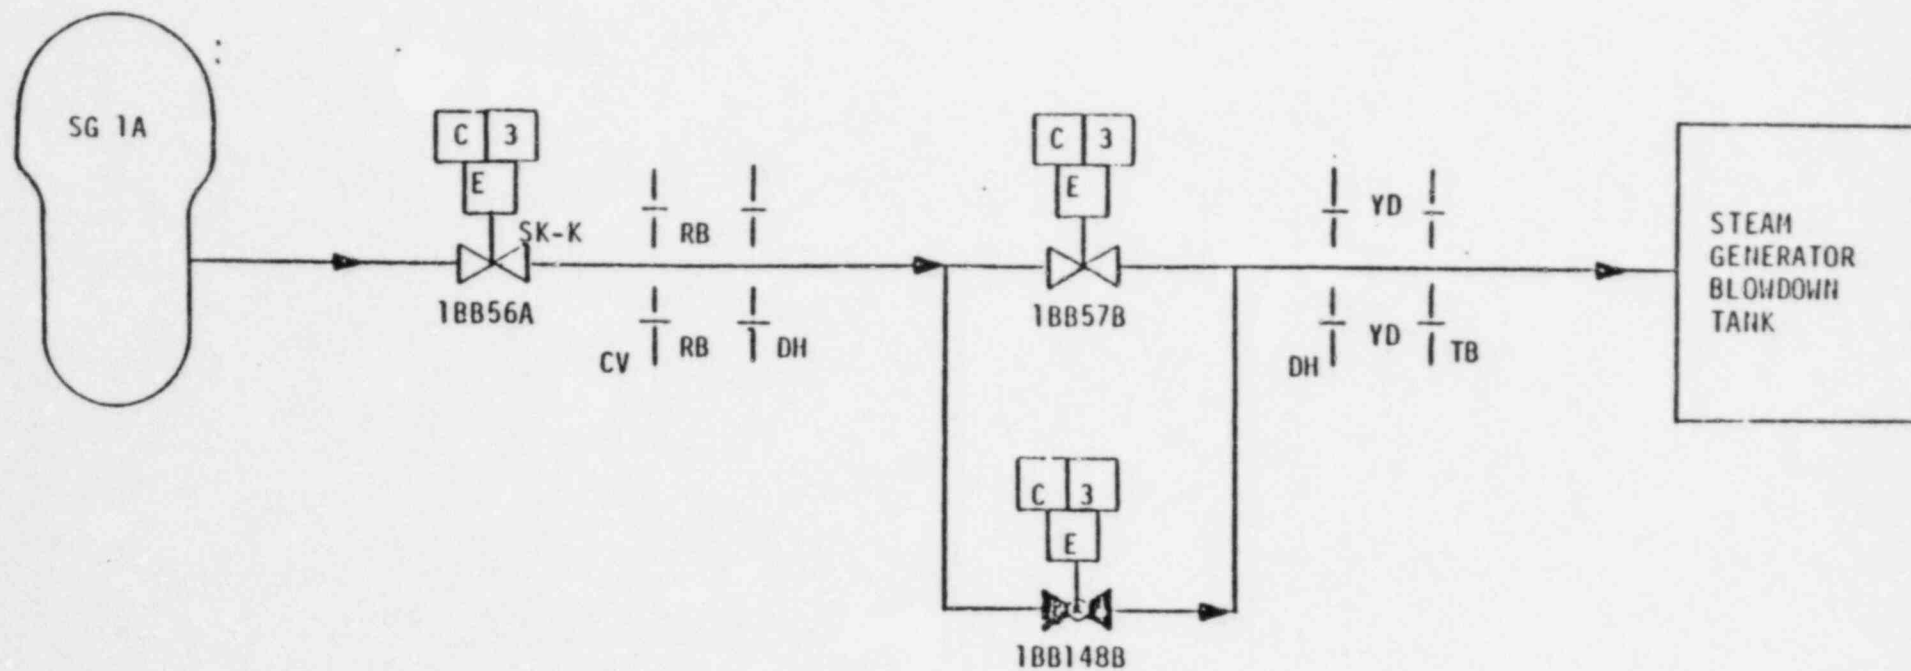 SG 1A
C 3
E
SK-K
1BB56A
RB
CV RB DH
C 3
E
1BB57B
YD
DH YD TB
C 3
E
1BB148B
STEAM
GENERATOR
BLOWDOWN
TANK